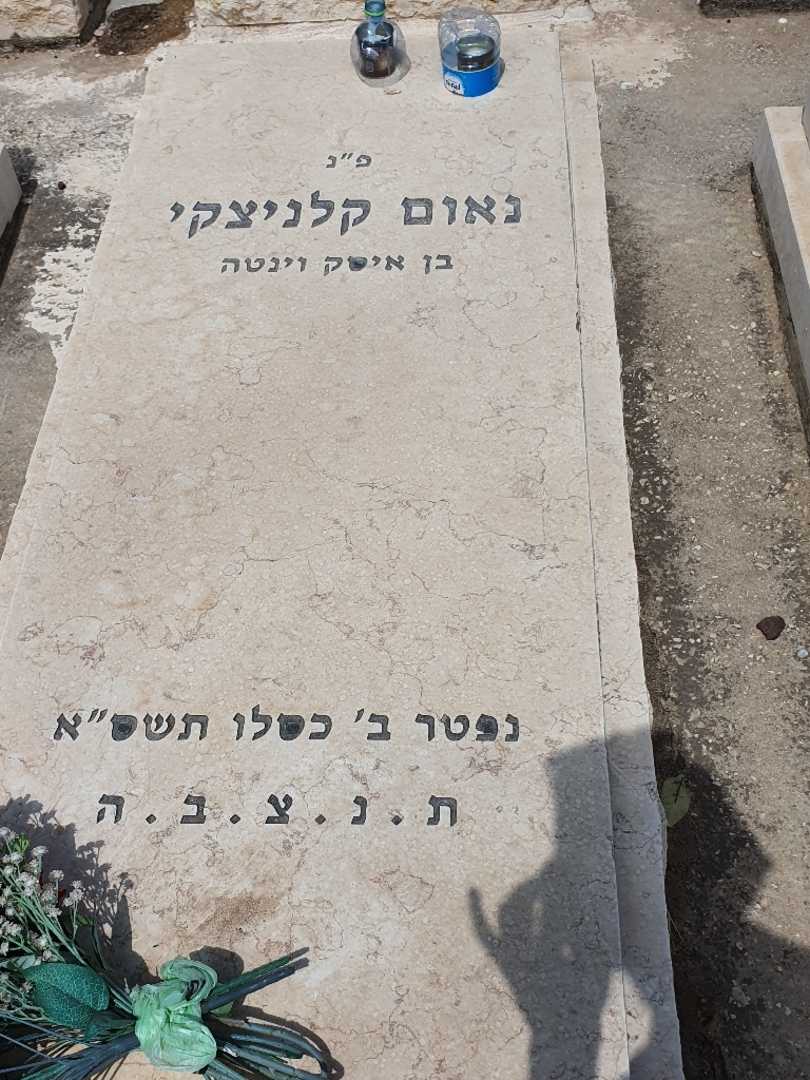 פ"נ
נאום קלניצקי
בן איסק וינטה
נפטר ב' כסלו תשס"א
ת.נ.צ.ב.ה